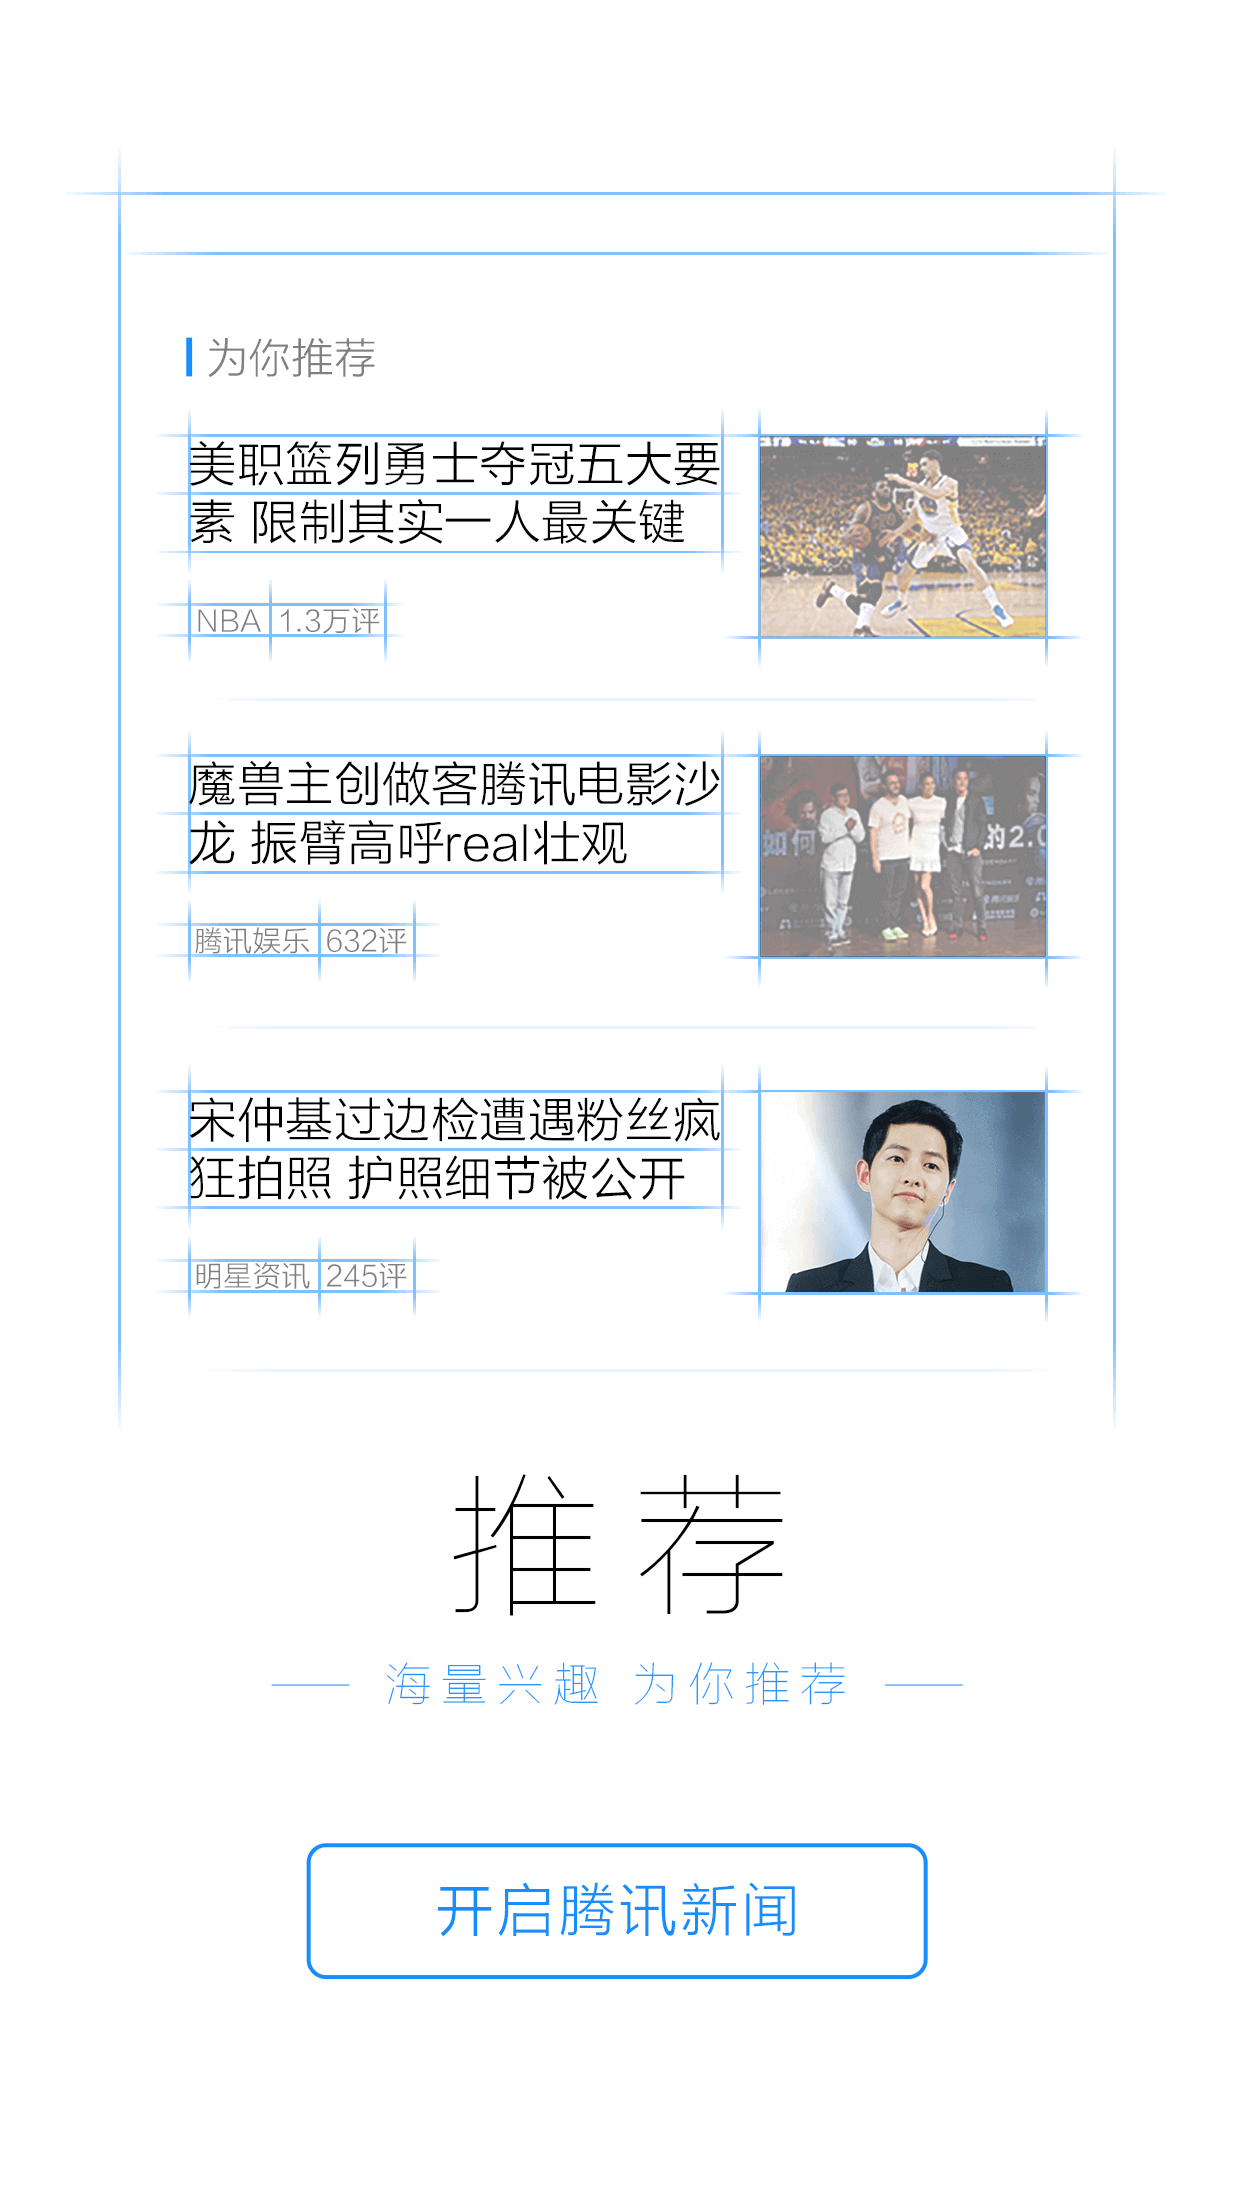 为你推荐
美职篮列勇士夺冠五大要
素 限制其实一人最关键
NBA 1.3万评
魔兽主创做客腾讯电影沙
龙 振臂高呼real壮观
如何
的2.0
腾讯娱乐 632评
宋仲基过边检遭遇粉丝疯
狂拍照 护照细节被公开
明星资讯 245评
推荐
海量兴趣 为你推荐
开启腾讯新闻